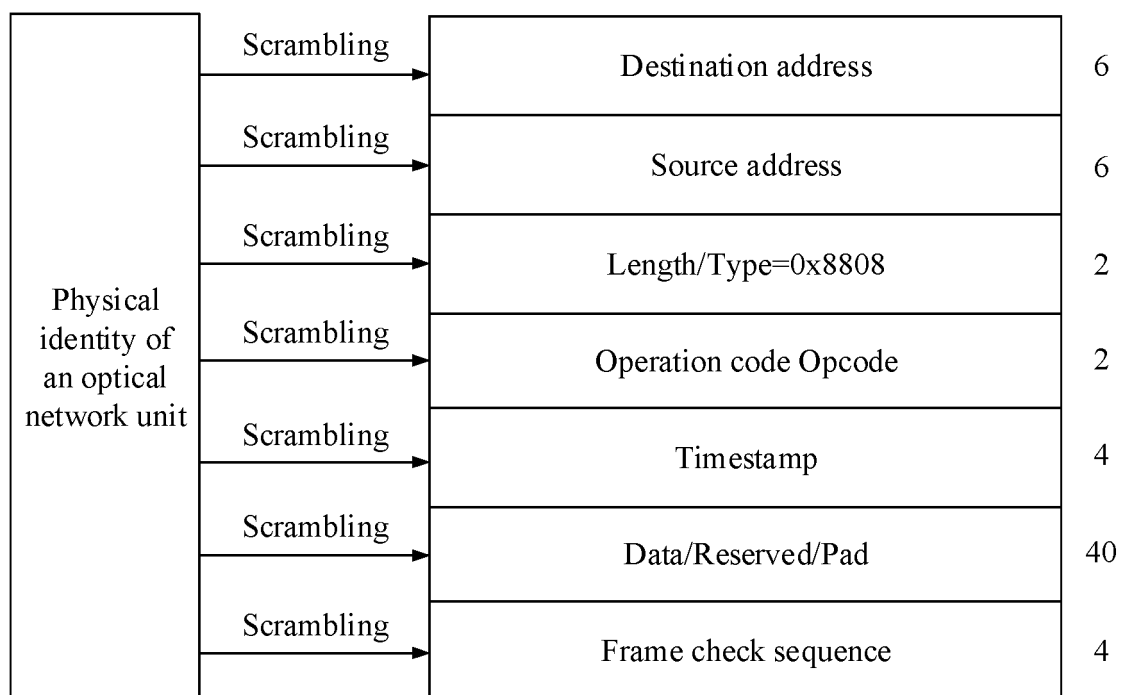 Physical
identity of
an optical
network unit
Scrambling
Destination address
6
Scrambling
Source address
6
Scrambling
Length/Type=0x8808
2
Scrambling
Operation code Opcode
2
Scrambling
Timestamp
4
Scrambling
Data/Reserved/Pad
40
Scrambling
Frame check sequence
4